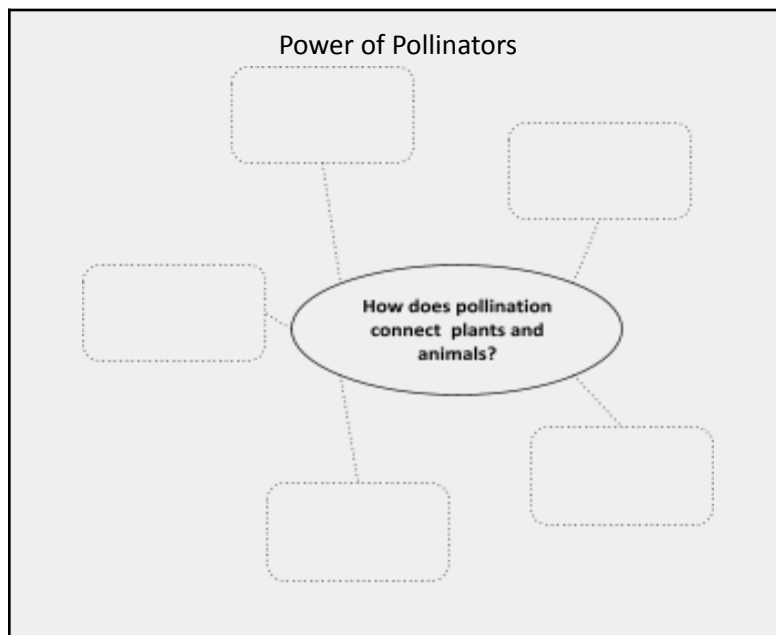 Power of Pollinators
How does pollination
connect plants and
animals?